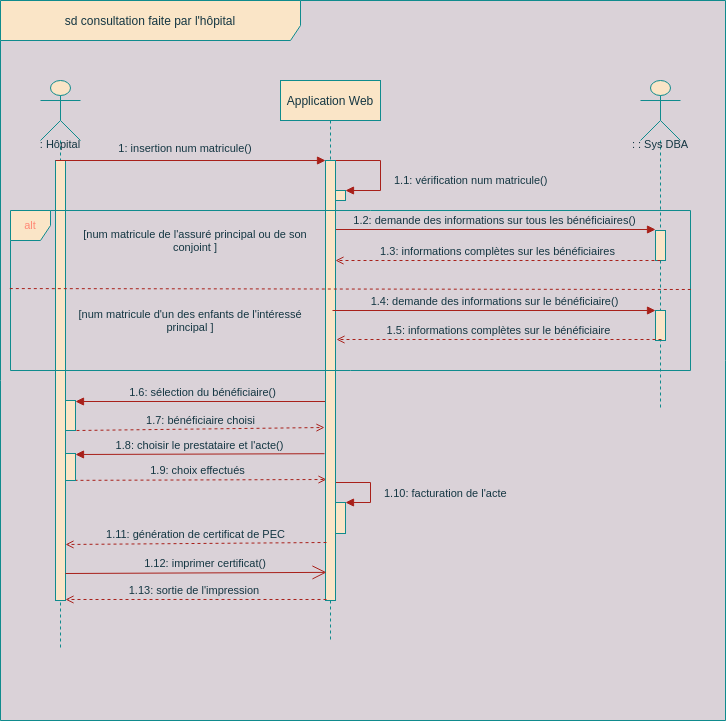 sd consultation faite par l'hôpital
Application Web
: Hôpital
: : Sys DBA
1: insertion num matricule()
1.1: vérification num matricule()
alt
[num matricule de l'assuré principal ou de son
conjoint ]
1.2: demande des informations sur tous les bénéficiaires()
1.3: informations complètes sur les bénéficiaires
[num matricule d'un des enfants de l'intéressé
principal ]
1.4: demande des informations sur le bénéficiaire()
1.5: informations complètes sur le bénéficiaire
1.6: sélection du bénéficiaire()
1.7: bénéficiaire choisi
1.8: choisir le prestataire et l'acte()
1.9: choix effectués
1.10: facturation de l'acte
1.11: génération de certificat de PEC
1.12: imprimer certificat()
1.13: sortie de l'impression